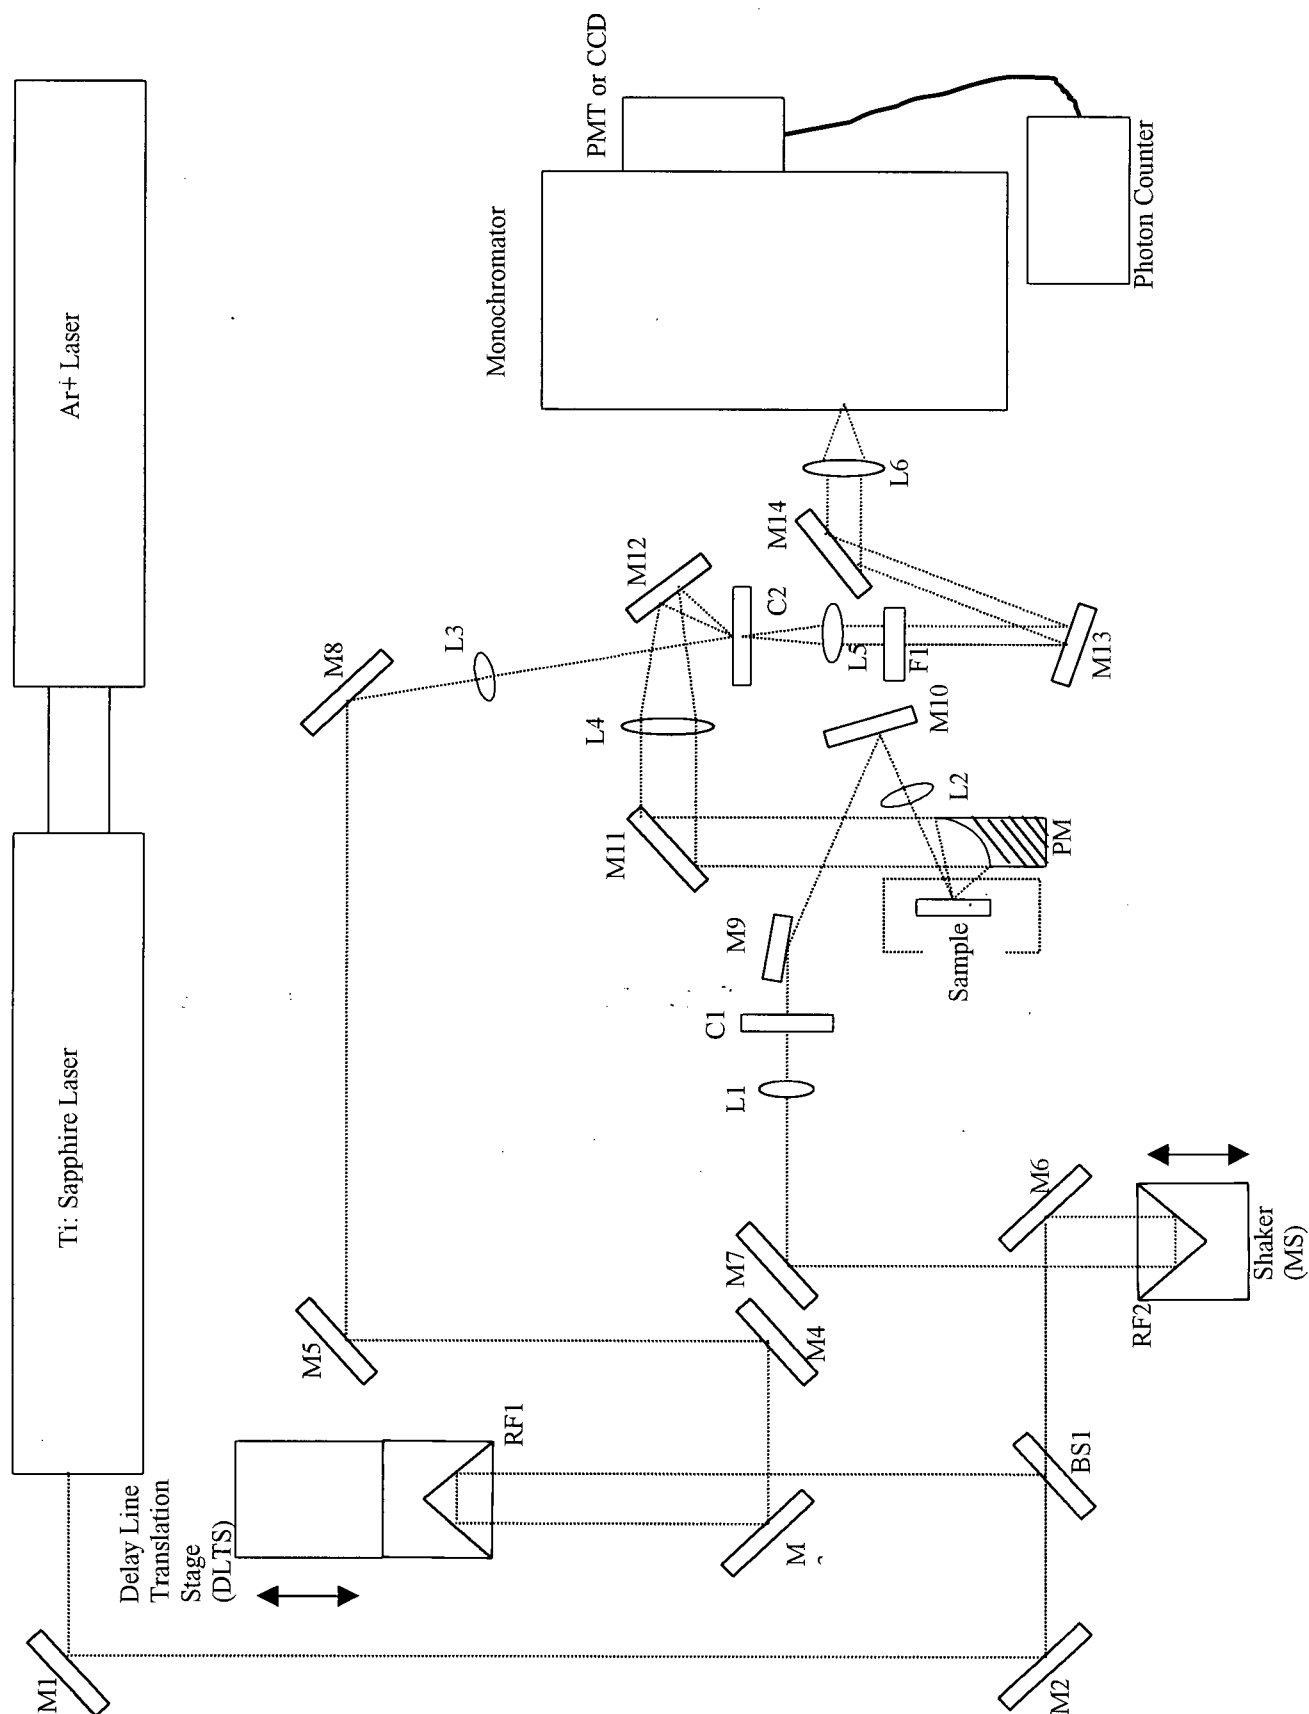 Ar+ Laser
Ti: Sapphire Laser
Delay Line
Translation
Stage
(DLTS)
M1
M5
M8
L3
RF1
M4
M
M7
M2
BS1
M6
RF2
Shaker
(MS)
L1
C1
M9
Sample
PM
L2
M10
M11
L4
M12
C2
L5
F1
M13
M14
L6
Monochromator
PMT or CCD
Photon Counter